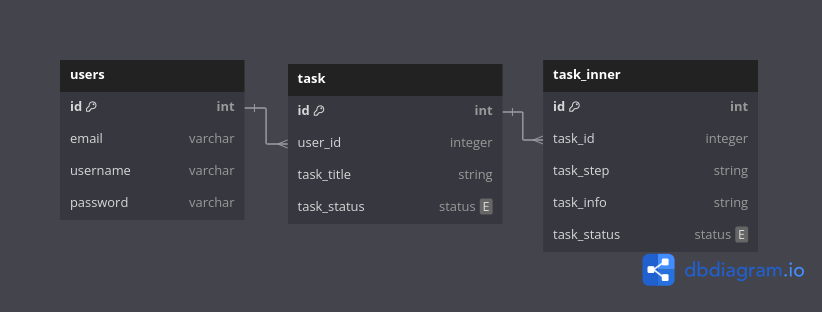 users
id int
email varchar
username varchar
password varchar
task
id int
user_id integer
task_title string
task_status status E
task_inner
id int
task_id integer
task_step string
task_info string
task_status status E
dbdiagram.io